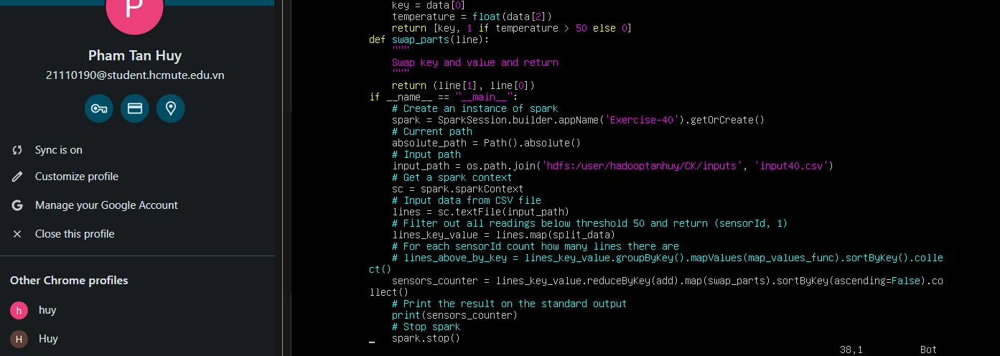 P
Pham Tan Huy
21110190@student.hcmute.edu.vn
Sync is on
Customize profile
Manage your Google Account
Close this profile
Other Chrome profiles
h huy
H Huy
key = data[0]
temperature = float(data[2])
return [key, 1 if temperature > 50 else 0]
def swap_parts(line):
"""
Swap key and value and return
"""
return (line[1], line[0])
if __name__ == "__main__":
# Create an instance of spark
spark = SparkSession.builder.appName('Exercise-40').getOrCreate()
# Current path
absolute_path = Path().absolute()
# Input path
input_path = os.path.join('hdfs:/user/hadooptanhuy/CK/inputs', 'input40.csv')
# Get a spark context
sc = spark.sparkContext
# Input data from CSV file
lines = sc.textFile(input_path)
# Filter out all readings below threshold 50 and return (sensorId, 1)
lines_key_value = lines.map(split_data)
# For each sensorId count how many lines there are
# lines_above_by_key = lines_key_value.groupByKey().mapValues(map_values_func).sortByKey().colle
ct()
sensors_counter = lines_key_value.reduceByKey(add).map(swap_parts).sortByKey(ascending=False).co
llect()
# Print the result on the standard output
print(sensors_counter)
# Stop spark
spark.stop()
38,1 Bot